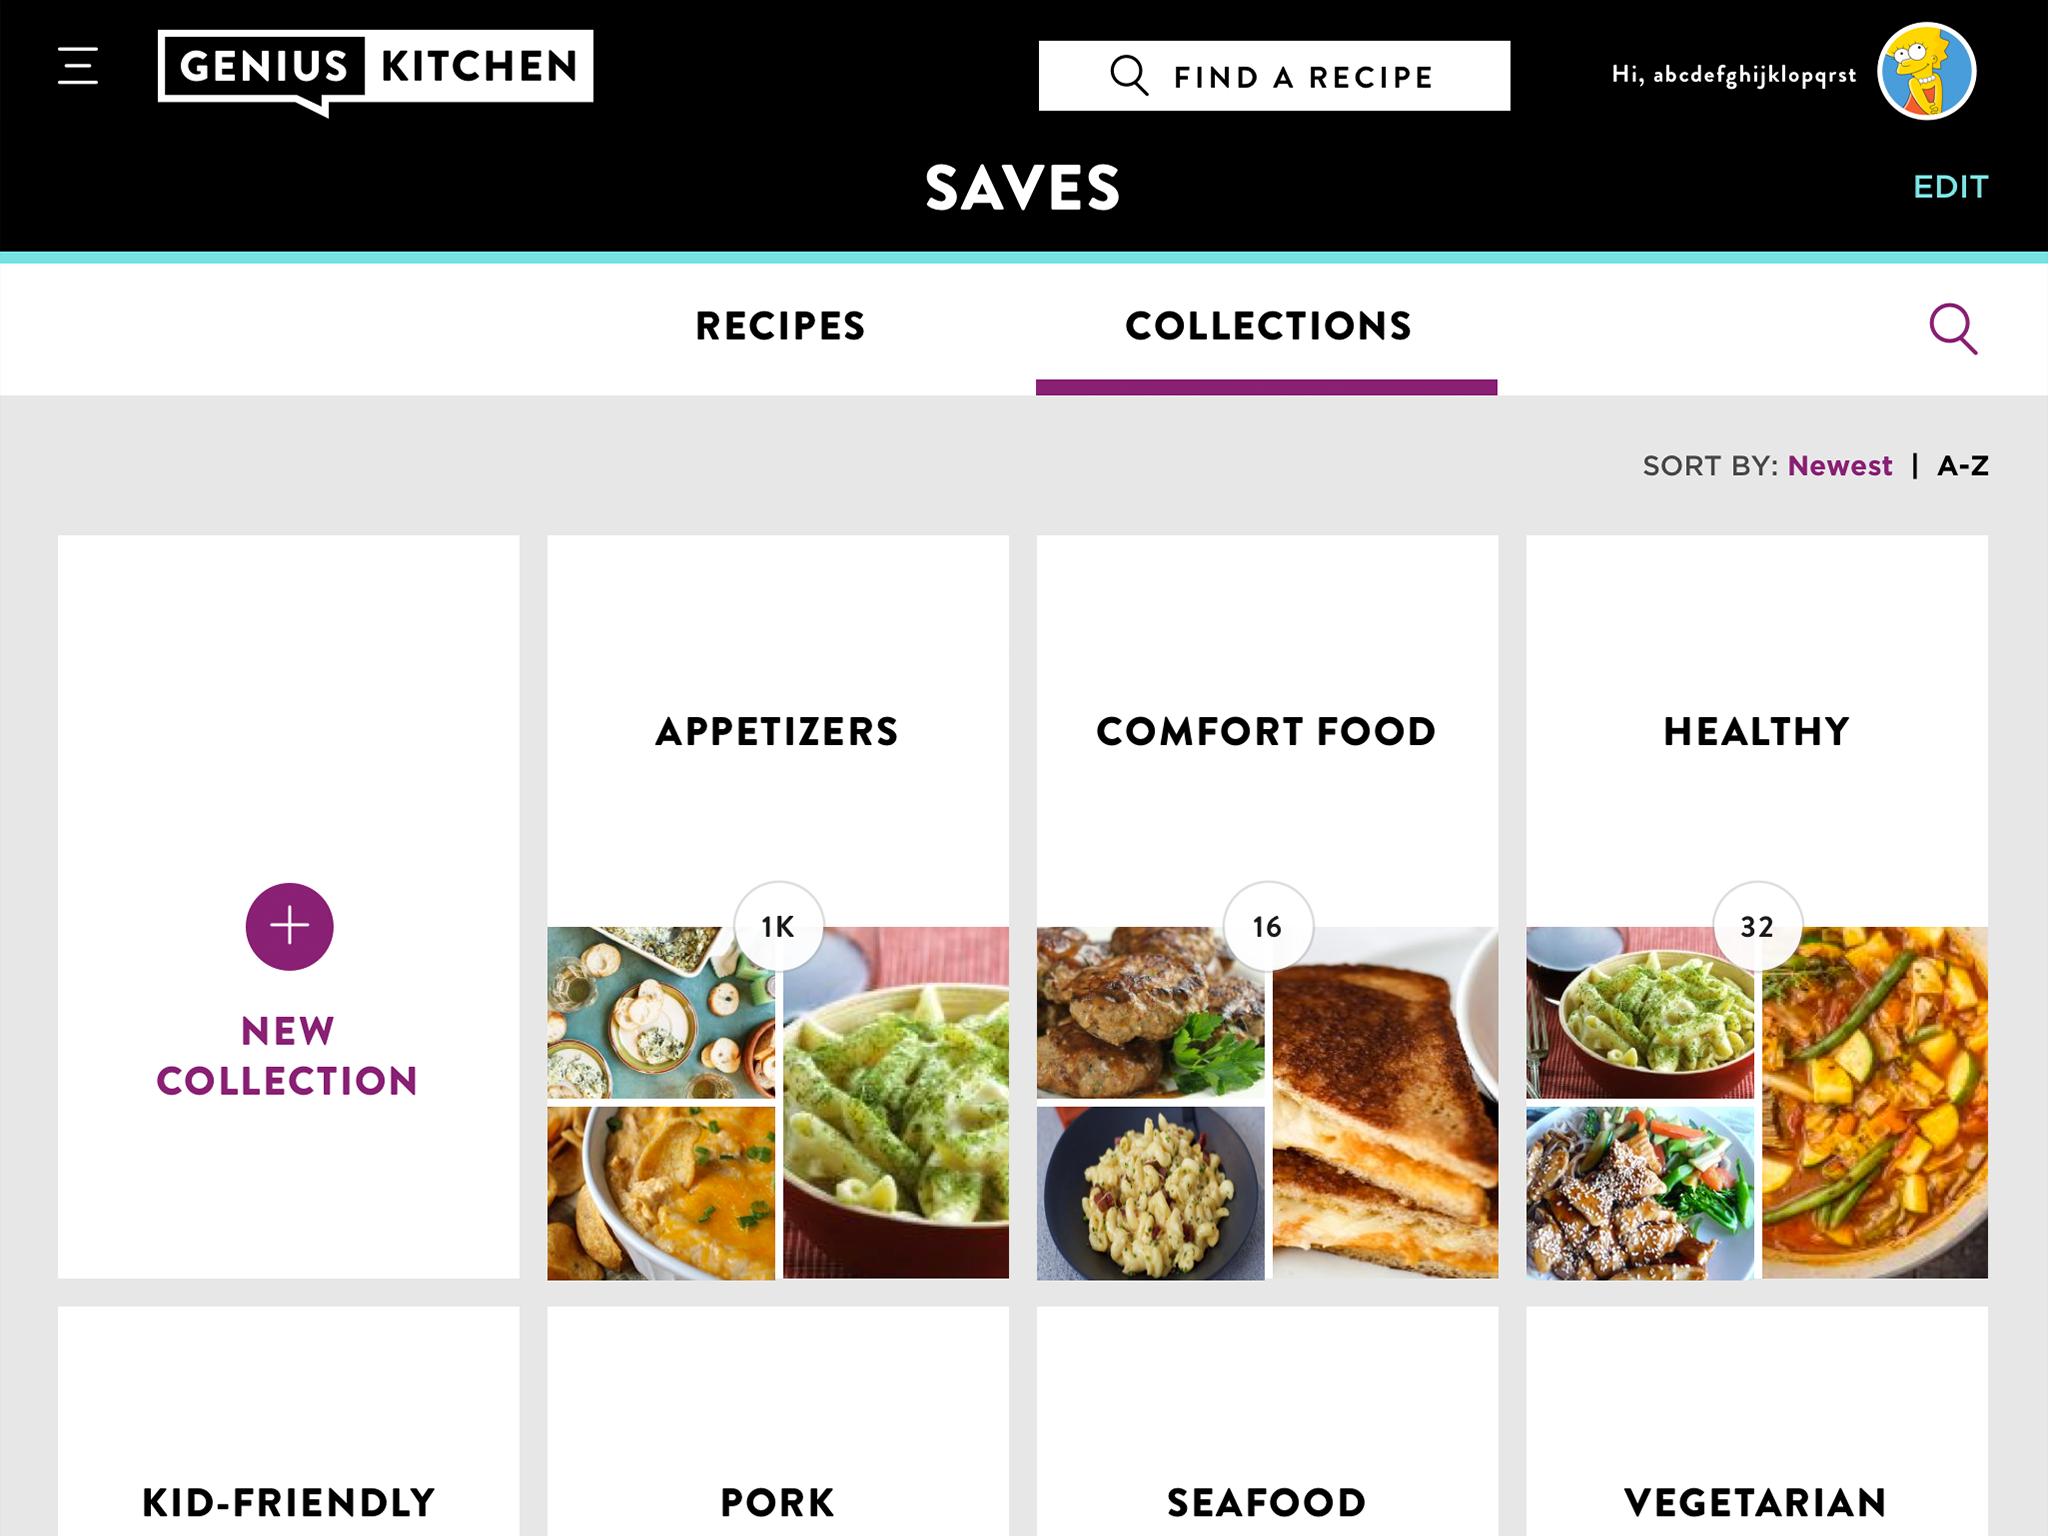 GENIUS KITCHEN
FIND A RECIPE
Hi, abcdefghijklopqrst
SAVES
EDIT
RECIPES
COLLECTIONS
SORT BY: Newest | A-Z
NEW
COLLECTION
APPETIZERS
1K
COMFORT FOOD
16
HEALTHY
32
KID-FRIENDLY
PORK
SEAFOOD
VEGETARIAN